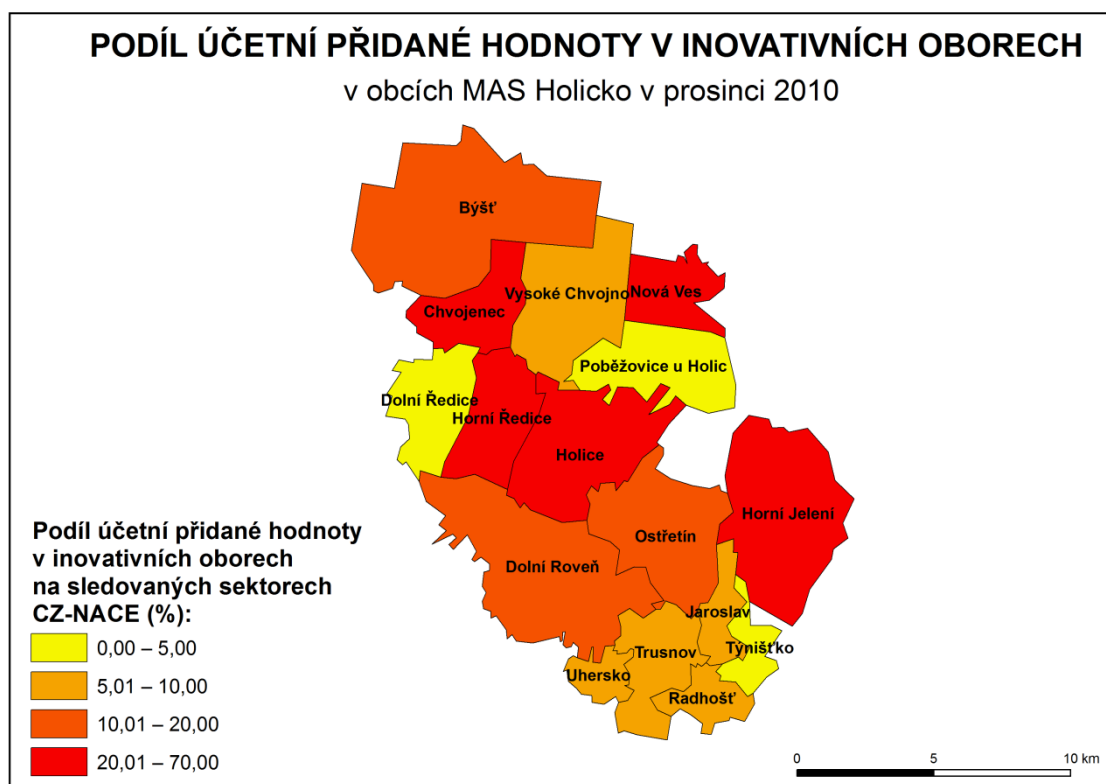 PODÍL ÚČETNÍ PŘIDANÉ HODNOTY V INOVATIVNÍCH OBORECH
v obcích MAS Holicko v prosinci 2010
Býšť
Vysoké Chvojno
Nová Ves
Chvojenec
Poběžovice u Holic
Dolní Ředice
Horní Ředice
Holice
Horní Jelení
Ostřetín
Dolní Roveň
Jaroslav
Týnišťko
Trusnov
Uhersko
Radhošť
Podíl účetní přidané hodnoty
v inovativních oborech
na sledovaných sektorech
CZ-NACE (%):
0,00 – 5,00
5,01 – 10,00
10,01 – 20,00
20,01 – 70,00
0 5 10 km